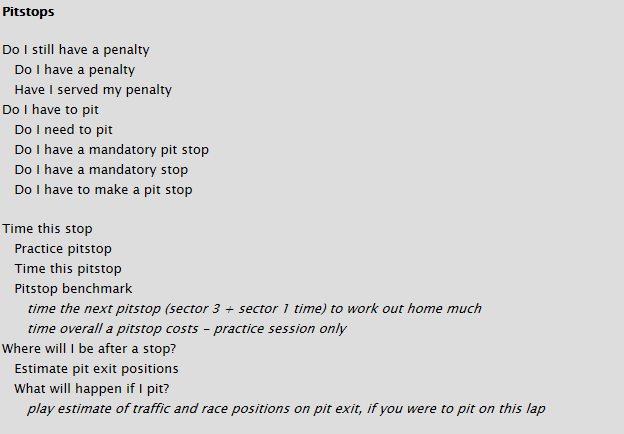 Pitstops
Do I still have a penalty
Do I have a penalty
Have I served my penalty
Do I have to pit
Do I need to pit
Do I have a mandatory pit stop
Do I have a mandatory stop
Do I have to make a pit stop
Time this stop
Practice pitstop
Time this pitstop
Pitstop benchmark
time the next pitstop (sector 3 + sector 1 time) to work out home much
time overall a pitstop costs - practice session only
Where will I be after a stop?
Estimate pit exit positions
What will happen if I pit?
play estimate of traffic and race positions on pit exit, if you were to pit on this lap